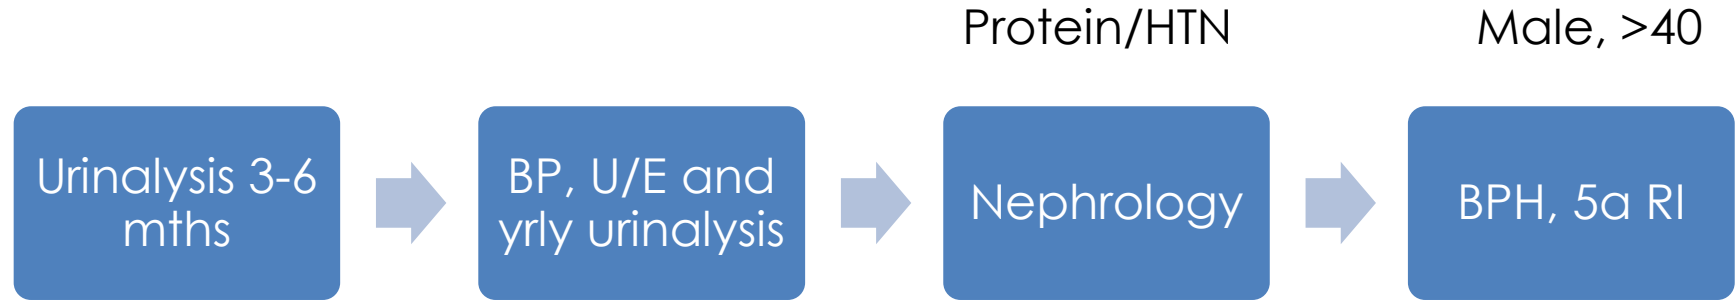 Protein/HTN
Male, >40
Urinalysis 3-6
mths
BP, U/E and
yrly urinalysis
Nephrology
BPH, 5a RI